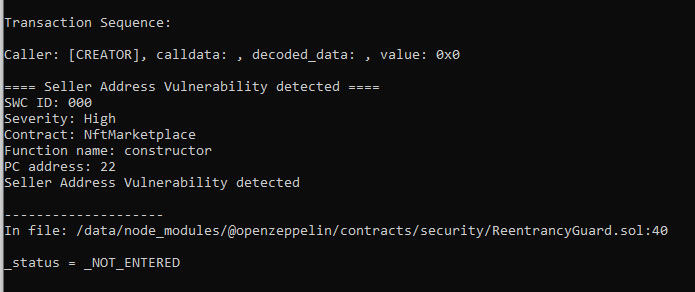 Transaction Sequence:
Caller: [CREATOR], calldata: , decoded_data: , value: 0x0
==== Seller Address Vulnerability detected ====
SWC ID: 000
Severity: High
Contract: NftMarketplace
Function name: constructor
PC address: 22
Seller Address Vulnerability detected
--------------------
In file: /data/node_modules/@openzeppelin/contracts/security/ReentrancyGuard.sol:40
_status = _NOT_ENTERED